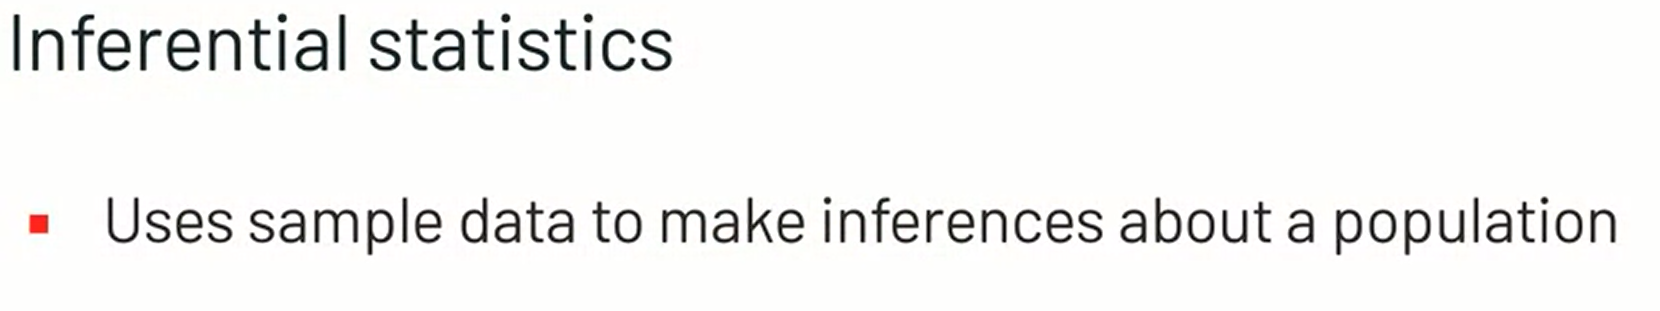 Inferential statistics
Uses sample data to make inferences about a population